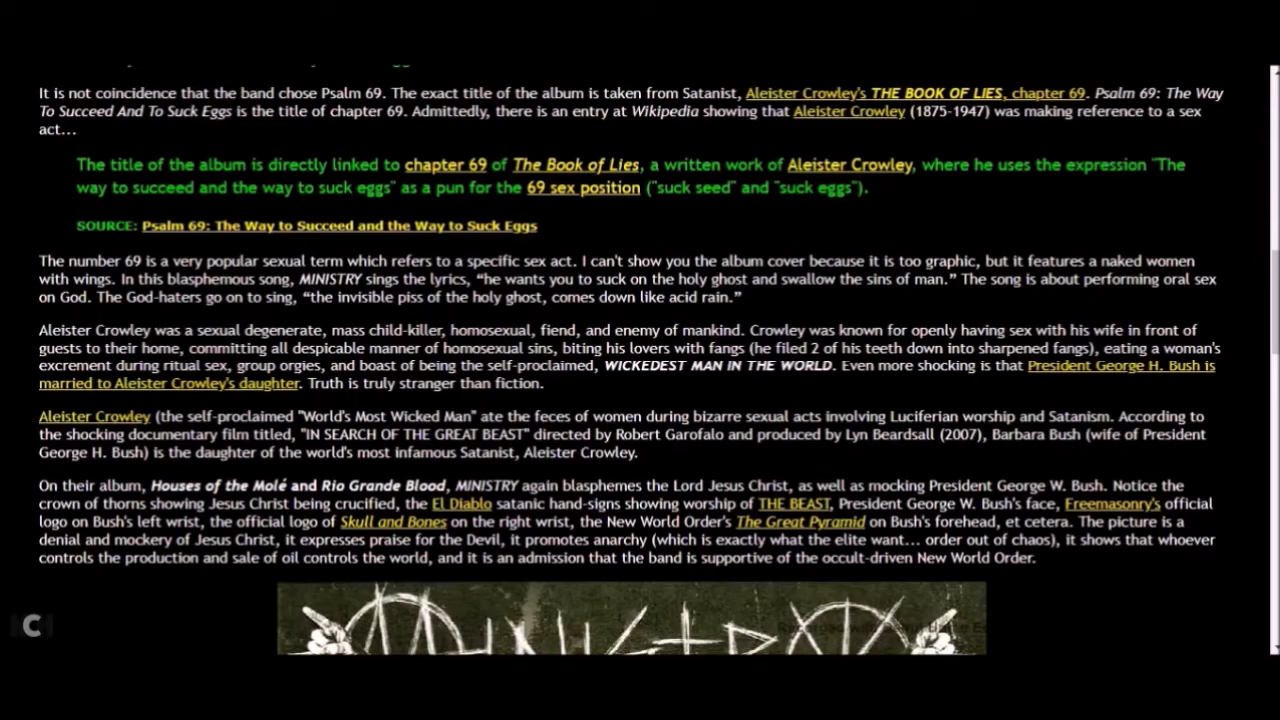 It is not coincidence that the band chose Psalm 69. The exact title of the album is taken from Satanist, Aleister Crowley's THE BOOK OF LIES, chapter 69. Psalm 69: The Way
To Succeed And To Suck Eggs is the title of chapter 69. Admittedly, there is an entry at Wikipedia showing that Aleister Crowley (1875-1947) was making reference to a sex
act...
The title of the album is directly linked to chapter 69 of The Book of Lies, a written work of Aleister Crowley, where he uses the expression "The
way to succeed and the way to suck eggs" as a pun for the 69 sex position ("suck seed" and "suck eggs").
SOURCE: Psalm 69: The Way to Succeed and the Way to Suck Eggs
The number 69 is a very popular sexual term which refers to a specific sex act. I can't show you the album cover because it is too graphic, but it features a naked women
with wings. In this blasphemous song, MINISTRY sings the lyrics, “he wants you to suck on the holy ghost and swallow the sins of man.” The song is about performing oral sex
on God. The God-haters go on to sing, “the invisible piss of the holy ghost, comes down like acid rain.”
Aleister Crowley was a sexual degenerate, mass child-killer, homosexual, fiend, and enemy of mankind. Crowley was known for openly having sex with his wife in front of
guests to their home, committing all despicable manner of homosexual sins, biting his lovers with fangs (he filed 2 of his teeth down into sharpened fangs), eating a woman's
excrement during ritual sex, group orgies, and boast of being the self-proclaimed, WICKEDEST MAN IN THE WORLD. Even more shocking is that President George H. Bush is
married to Aleister Crowley's daughter. Truth is truly stranger than fiction.
Aleister Crowley (the self-proclaimed "World's Most Wicked Man" ate the feces of women during bizarre sexual acts involving Luciferian worship and Satanism. According to
the shocking documentary film titled, "IN SEARCH OF THE GREAT BEAST" directed by Robert Garofalo and produced by Lyn Beardsall (2007), Barbara Bush (wife of President
George H. Bush) is the daughter of the world's most infamous Satanist, Aleister Crowley.
On their album, Houses of the Molé and Rio Grande Blood, MINISTRY again blasphemes the Lord Jesus Christ, as well as mocking President George W. Bush. Notice the
crown of thorns showing Jesus Christ being crucified, the El Diablo satanic hand-signs showing worship of THE BEAST, President George W. Bush's face, Freemasonry's official
logo on Bush's left wrist, the official logo of Skull and Bones on the right wrist, the New World Order's The Great Pyramid on Bush's forehead, et cetera. The picture is a
denial and mockery of Jesus Christ, it expresses praise for the Devil, it promotes anarchy (which is exactly what the elite want... order out of chaos), it shows that whoever
controls the production and sale of oil controls the world, and it is an admission that the band is supportive of the occult-driven New World Order.
MINISTRY